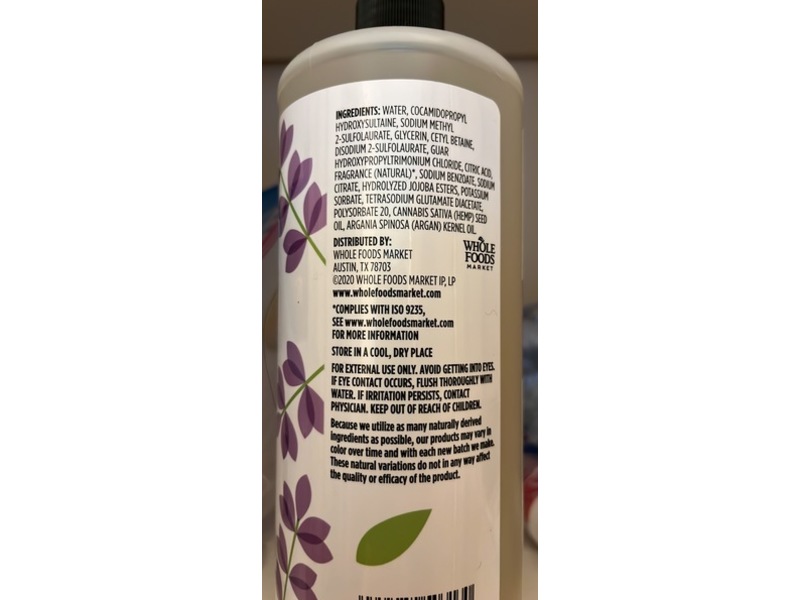 INGREDIENTS: WATER, COCAMIDOPROPYL
HYDROXYSULTAINE, SODIUM METHYL
2-SULFOLAURATE, GLYCERIN, CETYL BETAINE,
DISODIUM 2-SULFOLAURATE, GUAR
HYDROXYPROPYLTRIMONIUM CHLORIDE, CITRIC ACID,
FRAGRANCE (NATURAL)*, SODIUM BENZOATE, SODIUM
CITRATE, HYDROLYZED JOJOBA ESTERS, POTASSIUM
SORBATE, TETRASODIUM GLUTAMATE DIACETATE,
POLYSORBATE 20, CANNABIS SATIVA (HEMP) SEED
OIL, ARGANIA SPINOSA (ARGAN) KERNEL OIL.
DISTRIBUTED BY:
WHOLE FOODS MARKET
AUSTIN, TX 78703
©2020 WHOLE FOODS MARKET IP, LP
www.wholefoodsmarket.com
WHOLE
FOODS
MARKET
*COMPLIES WITH ISO 9235,
SEE www.wholefoodsmarket.com
FOR MORE INFORMATION
STORE IN A COOL, DRY PLACE
FOR EXTERNAL USE ONLY. AVOID GETTING INTO EYES.
IF EYE CONTACT OCCURS, FLUSH THOROUGHLY WITH
WATER. IF IRRITATION PERSISTS, CONTACT
PHYSICIAN. KEEP OUT OF REACH OF CHILDREN.
Because we utilize as many naturally derived
ingredients as possible, our products may vary in
color over time and with each new batch we make.
These natural variations do not in any way affect
the quality or efficacy of the product.